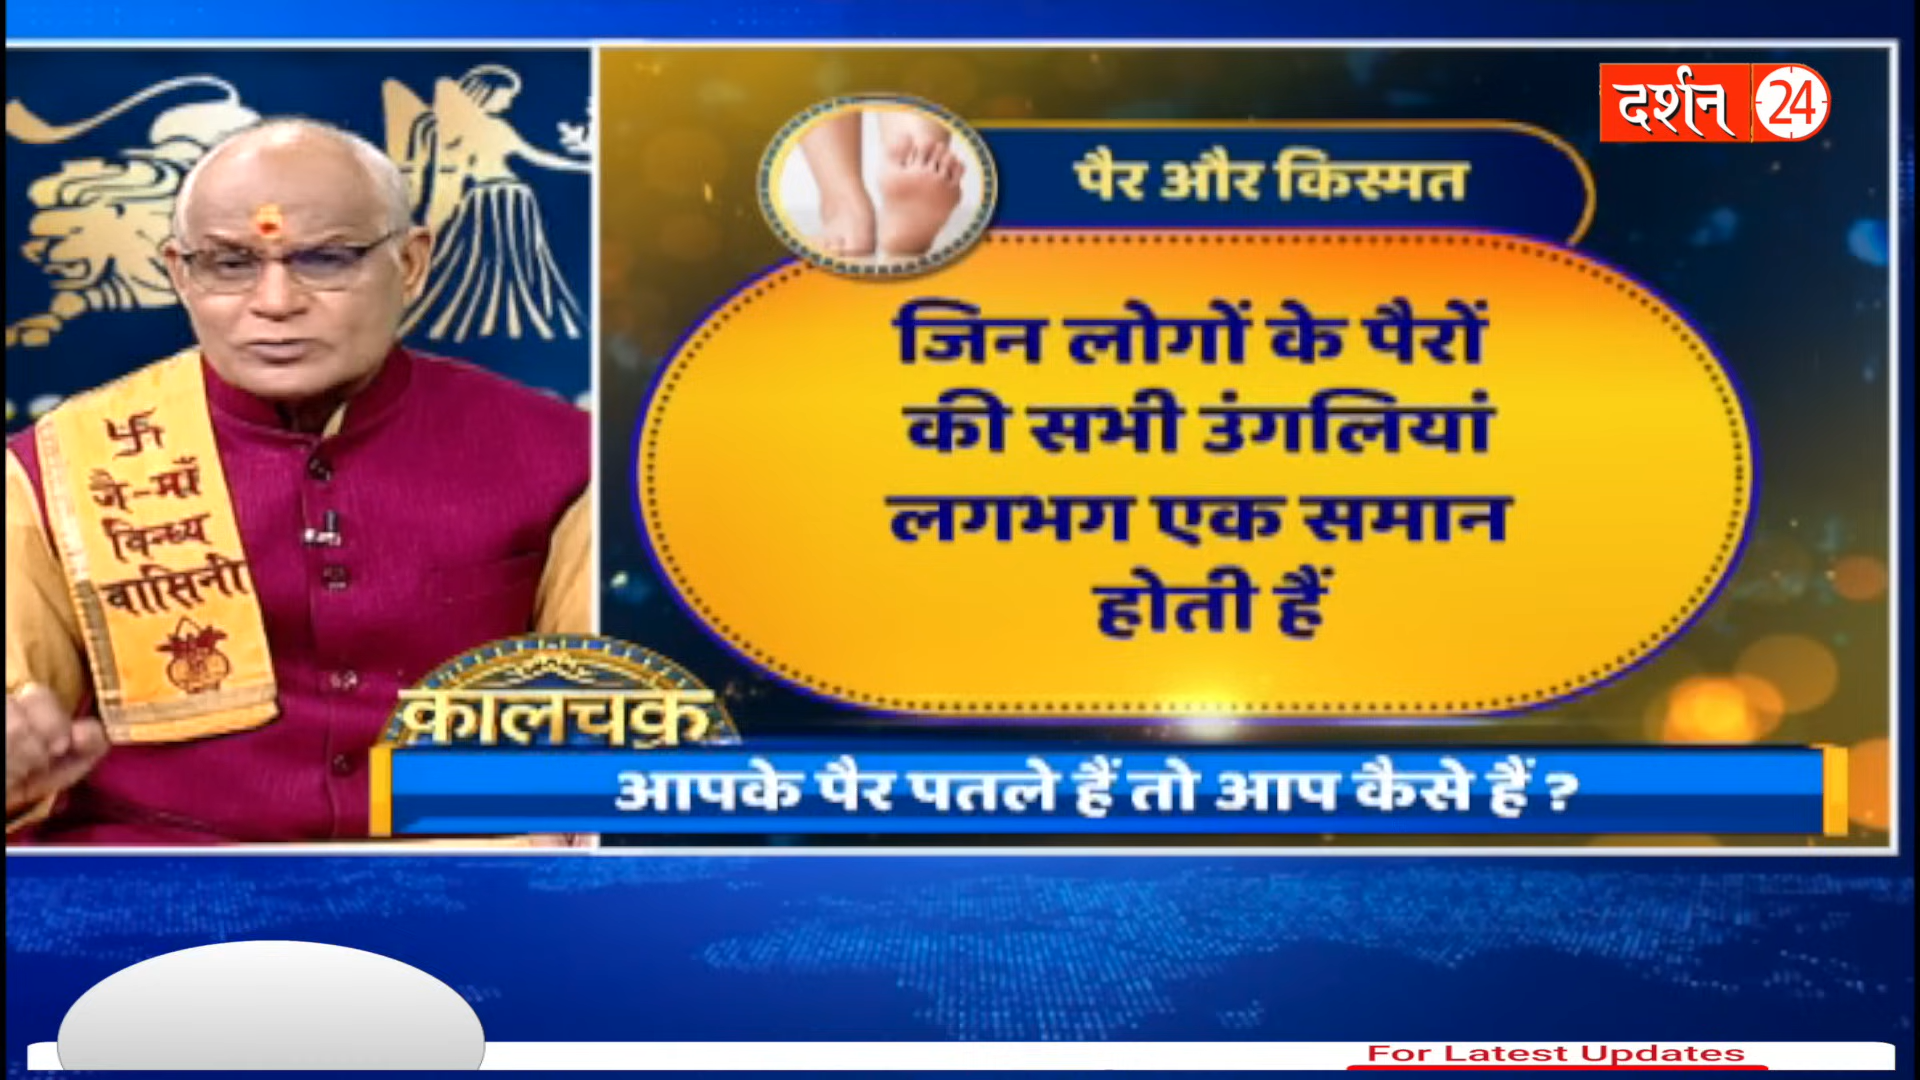 दर्शन 24
पैर और किस्मत
जिन लोगों के पैरों
की सभी उंगलियां
लगभग एक समान
होती हैं
जै-माँ
विन्ध्य
वासिनी
कालचक्र
आपके पैर पतले हैं तो आप कैसे हैं ?
For Latest Updates